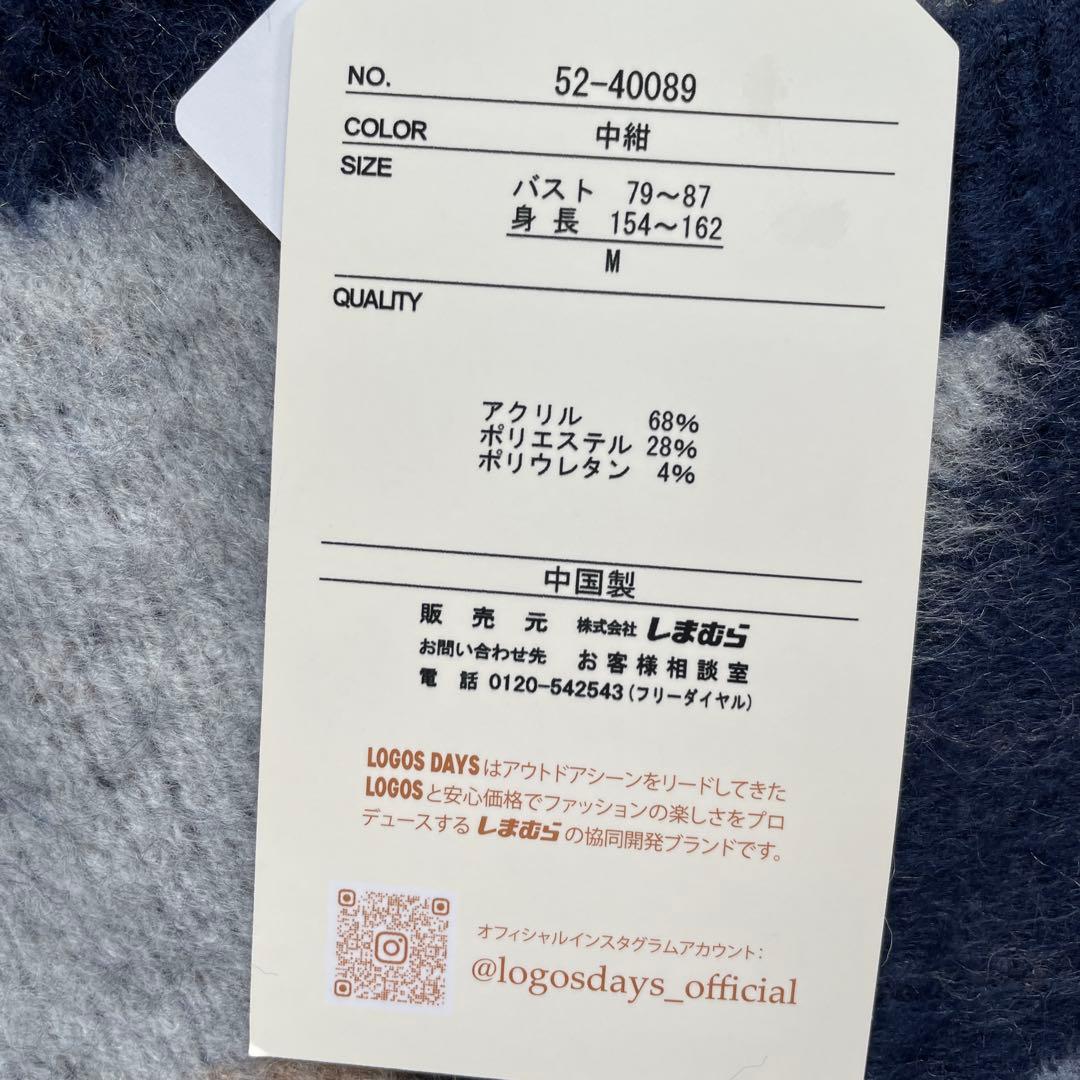 NO. 52-40089
COLOR 中紺
SIZE
バスト 79～87
身長 154～162
M
QUALITY
アクリル 68%
ポリエステル 28%
ポリウレタン 4%
中国製
販売元 株式会社 しまむら
お問い合わせ先 お客様相談室
電話 0120-542543(フリーダイヤル)
LOGOS DAYSはアウトドアシーンをリードしてきた
LOGOSと安心価格でファッションの楽しさをプロ
デュースするしまむらの協同開発ブランドです。
オフィシャルインスタグラムアカウント:
@logosdays_official